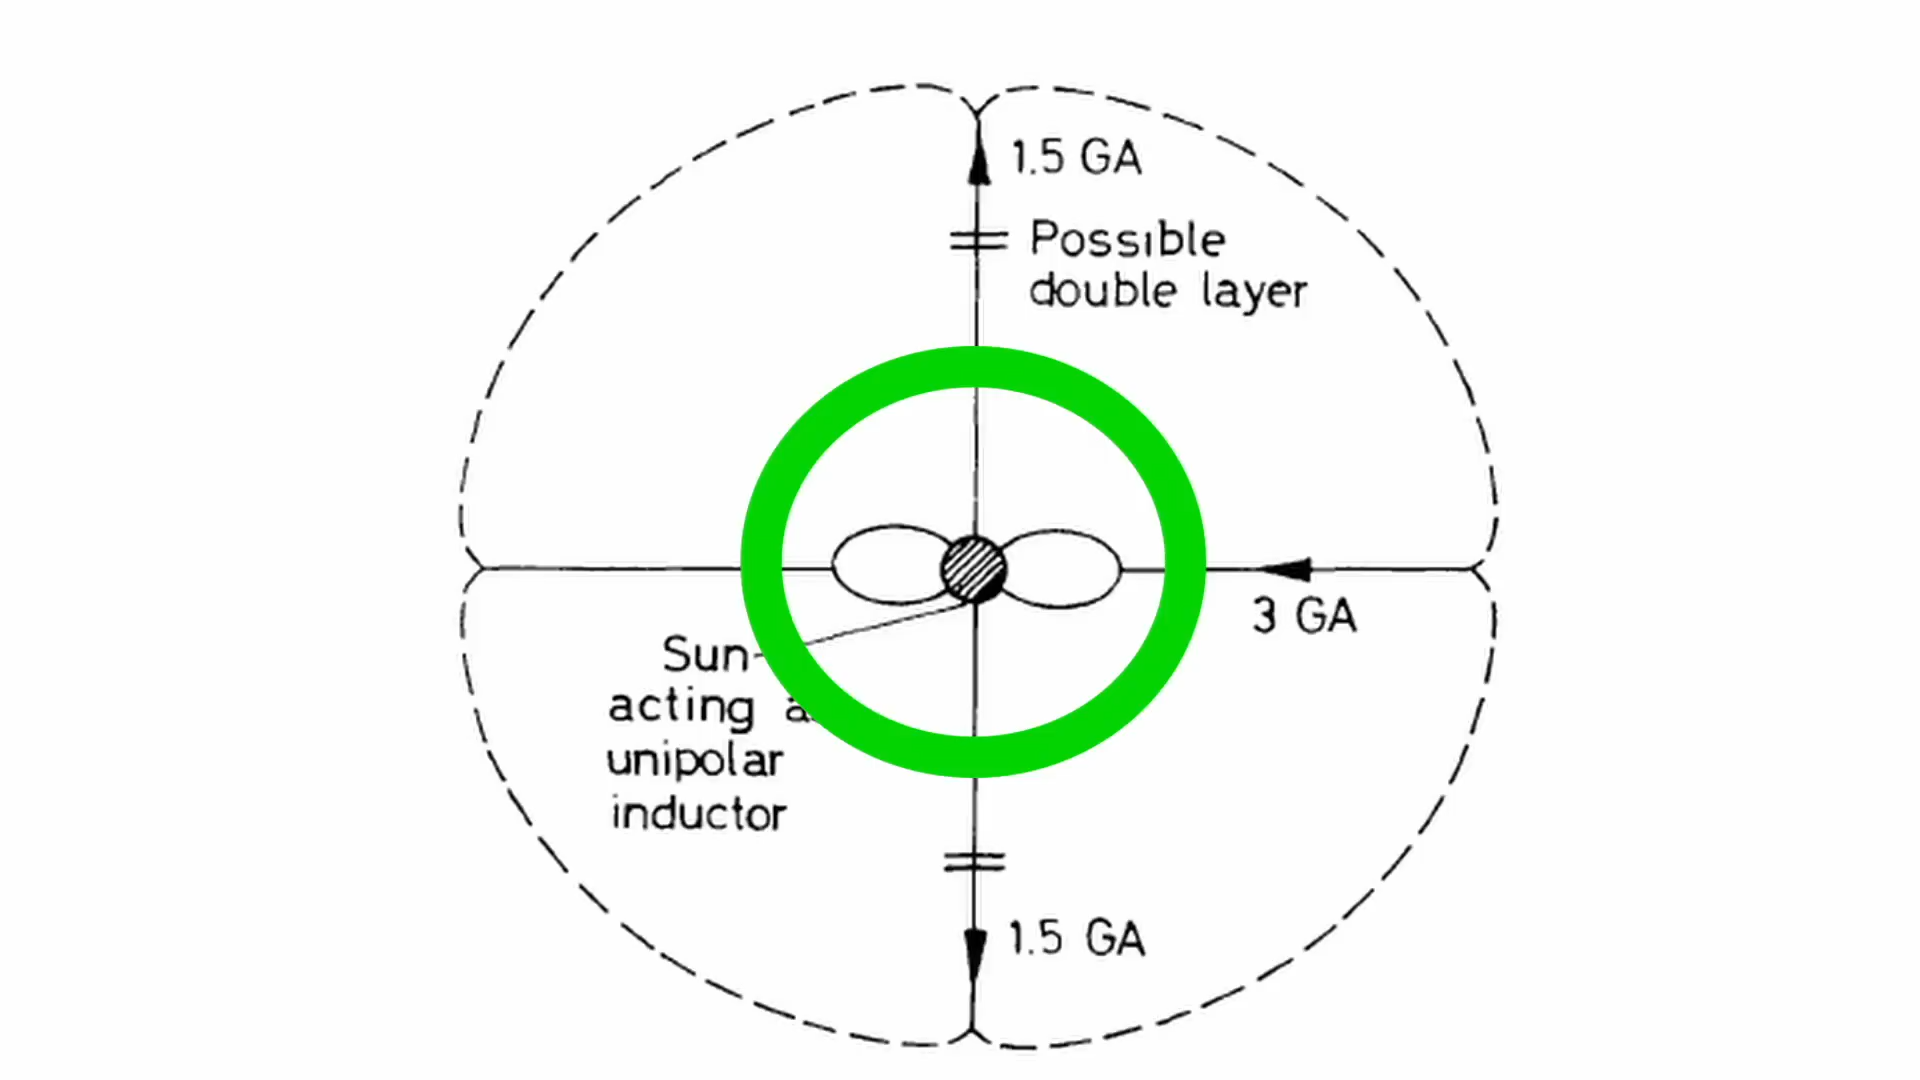 1.5 GA
Possible
double layer
3 GA
Sun
acting
unipolar
inductor
1.5 GA